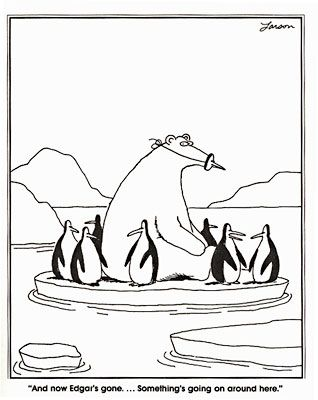 Larson
"And now Edgar's gone. ... Something's going on around here."